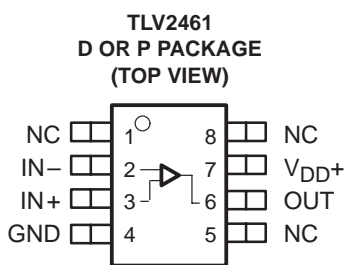 TLV2461
D OR P PACKAGE
(TOP VIEW)
NC 1 8 NC
IN− 2 7 VDD+
IN+ 3 6 OUT
GND 4 5 NC